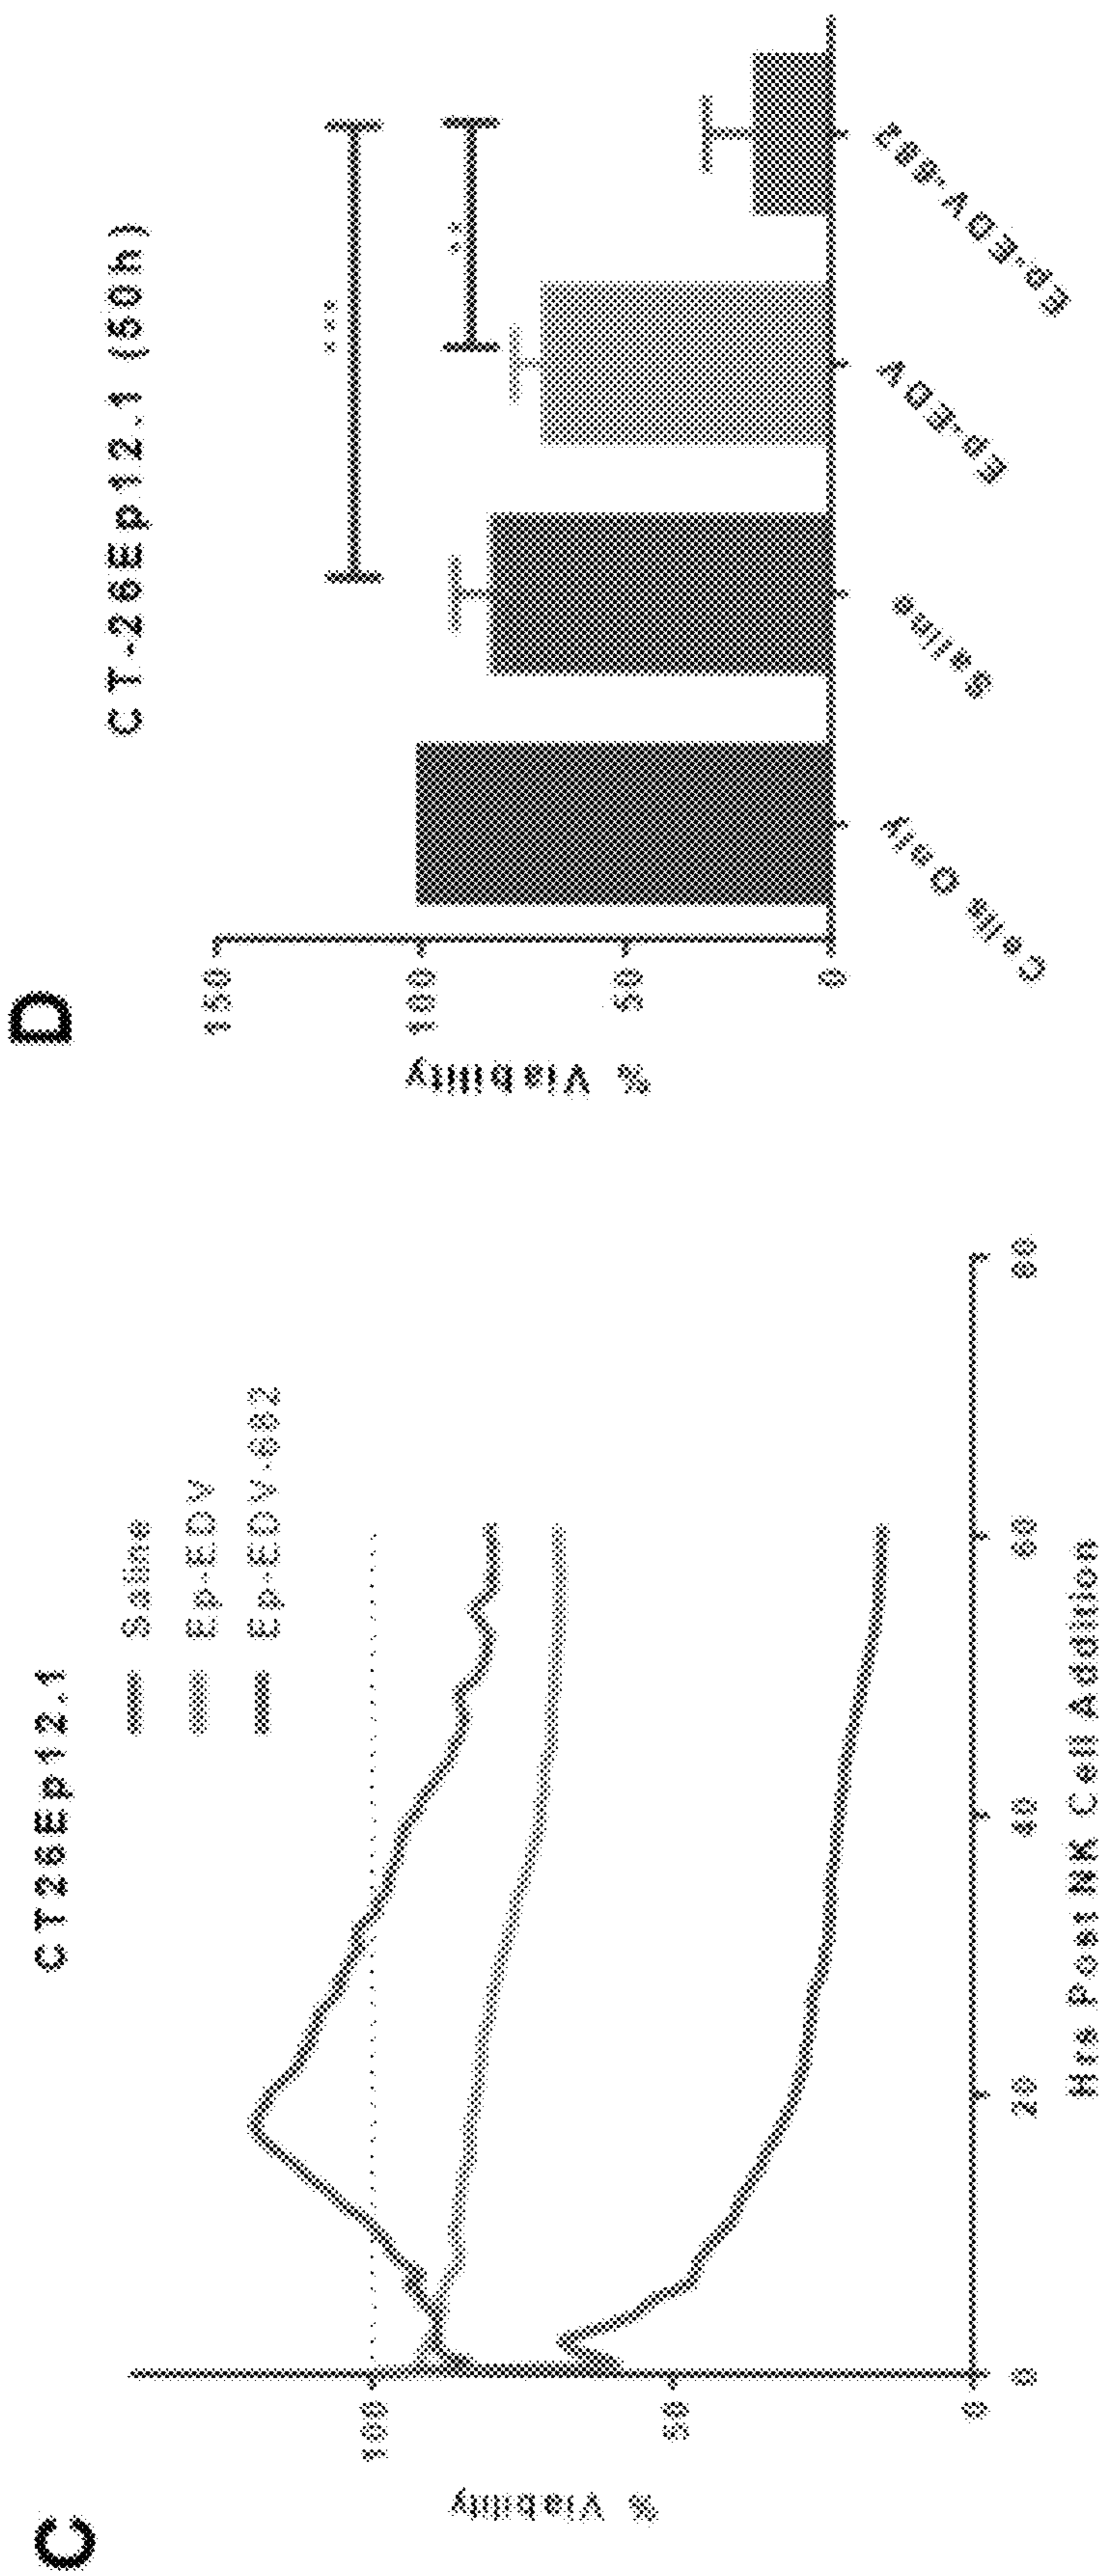 C
CT26Ep12.1
Saline
Ep-EDV
Ep-EDV-682
% Viability
100
50
0
0
20
40
60
80
Hrs Post NK Cell Addition
D
CT-26Ep12.1 (50h)
***
**
% Viability
150
100
50
0
Cells Only
Saline
Ep-EDV
Ep-EDV-682